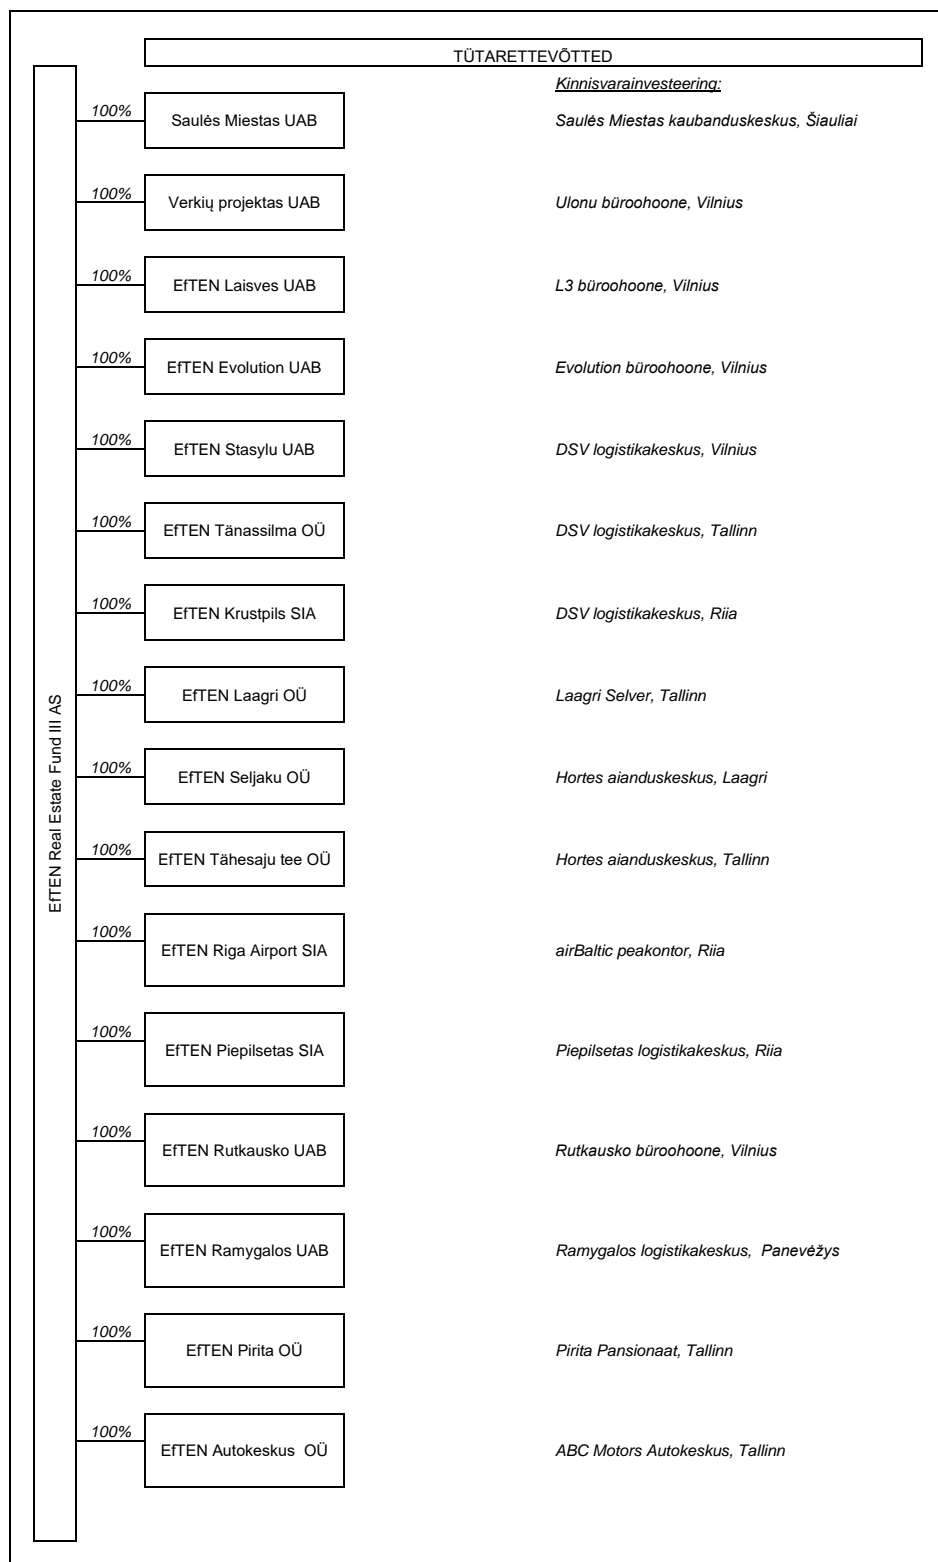 TÜTARETTEVÕTTED
Kinnisvarainvesteering:
EfTEN Real Estate Fund III AS
100%
Saulės Miestas UAB
Saulės Miestas kaubanduskeskus, Šiauliai
100%
Verkių projektas UAB
Ulonu büroohoone, Vilnius
100%
EfTEN Laisves UAB
L3 büroohoone, Vilnius
100%
EfTEN Evolution UAB
Evolution büroohoone, Vilnius
100%
EfTEN Stasylu UAB
DSV logistikakeskus, Vilnius
100%
EfTEN Tänassilma OÜ
DSV logistikakeskus, Tallinn
100%
EfTEN Krustpils SIA
DSV logistikakeskus, Riia
100%
EfTEN Laagri OÜ
Laagri Selver, Tallinn
100%
EfTEN Seljaku OÜ
Hortes aianduskeskus, Laagri
100%
EfTEN Tähesaju tee OÜ
Hortes aianduskeskus, Tallinn
100%
EfTEN Riga Airport SIA
airBaltic peakontor, Riia
100%
EfTEN Piepilsetas SIA
Piepilsetas logistikakeskus, Riia
100%
EfTEN Rutkausko UAB
Rutkausko büroohoone, Vilnius
100%
EfTEN Ramygalos UAB
Ramygalos logistikakeskus, Panevėžys
100%
EfTEN Pirita OÜ
Pirita Pansionaat, Tallinn
100%
EfTEN Autokeskus OÜ
ABC Motors Autokeskus, Tallinn